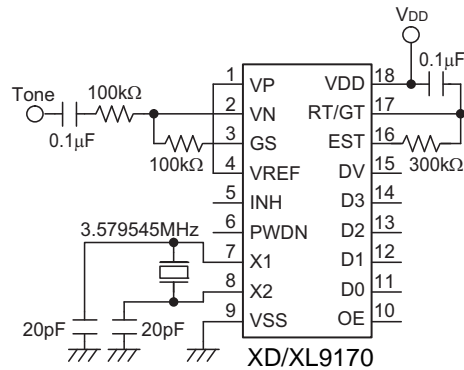 VDD
Tone
0.1µF
100kΩ
100kΩ
1 VP
2 VN
3 GS
4 VREF
5 INH
6 PWDN
7 X1
8 X2
9 VSS
VDD 18
RT/GT 17
EST 16
DV 15
D3 14
D2 13
D1 12
D0 11
OE 10
0.1µF
300kΩ
3.579545MHz
20pF
20pF
XD/XL9170